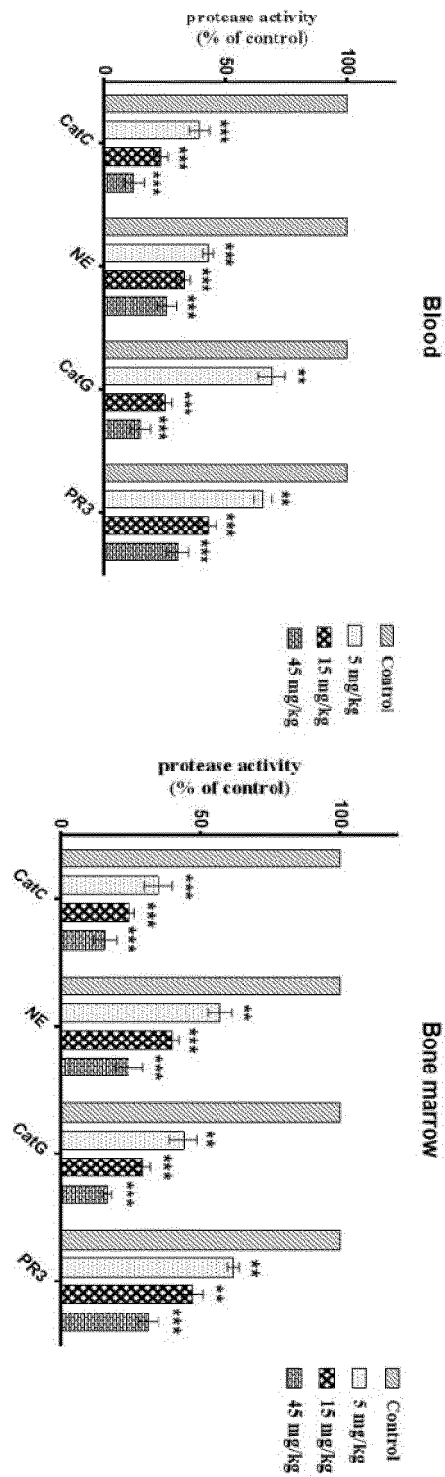 Blood
protease activity
(% of control)
100
50
0
*** *** ***
*** *** ***
** *** ***
** *** ***
CatC NE CatG PR3
Control
5 mg/kg
15 mg/kg
45 mg/kg
Bone marrow
protease activity
(% of control)
100
50
0
*** *** ***
** *** ***
** *** ***
** ** ***
CatC NE CatG PR3
Control
5 mg/kg
15 mg/kg
45 mg/kg